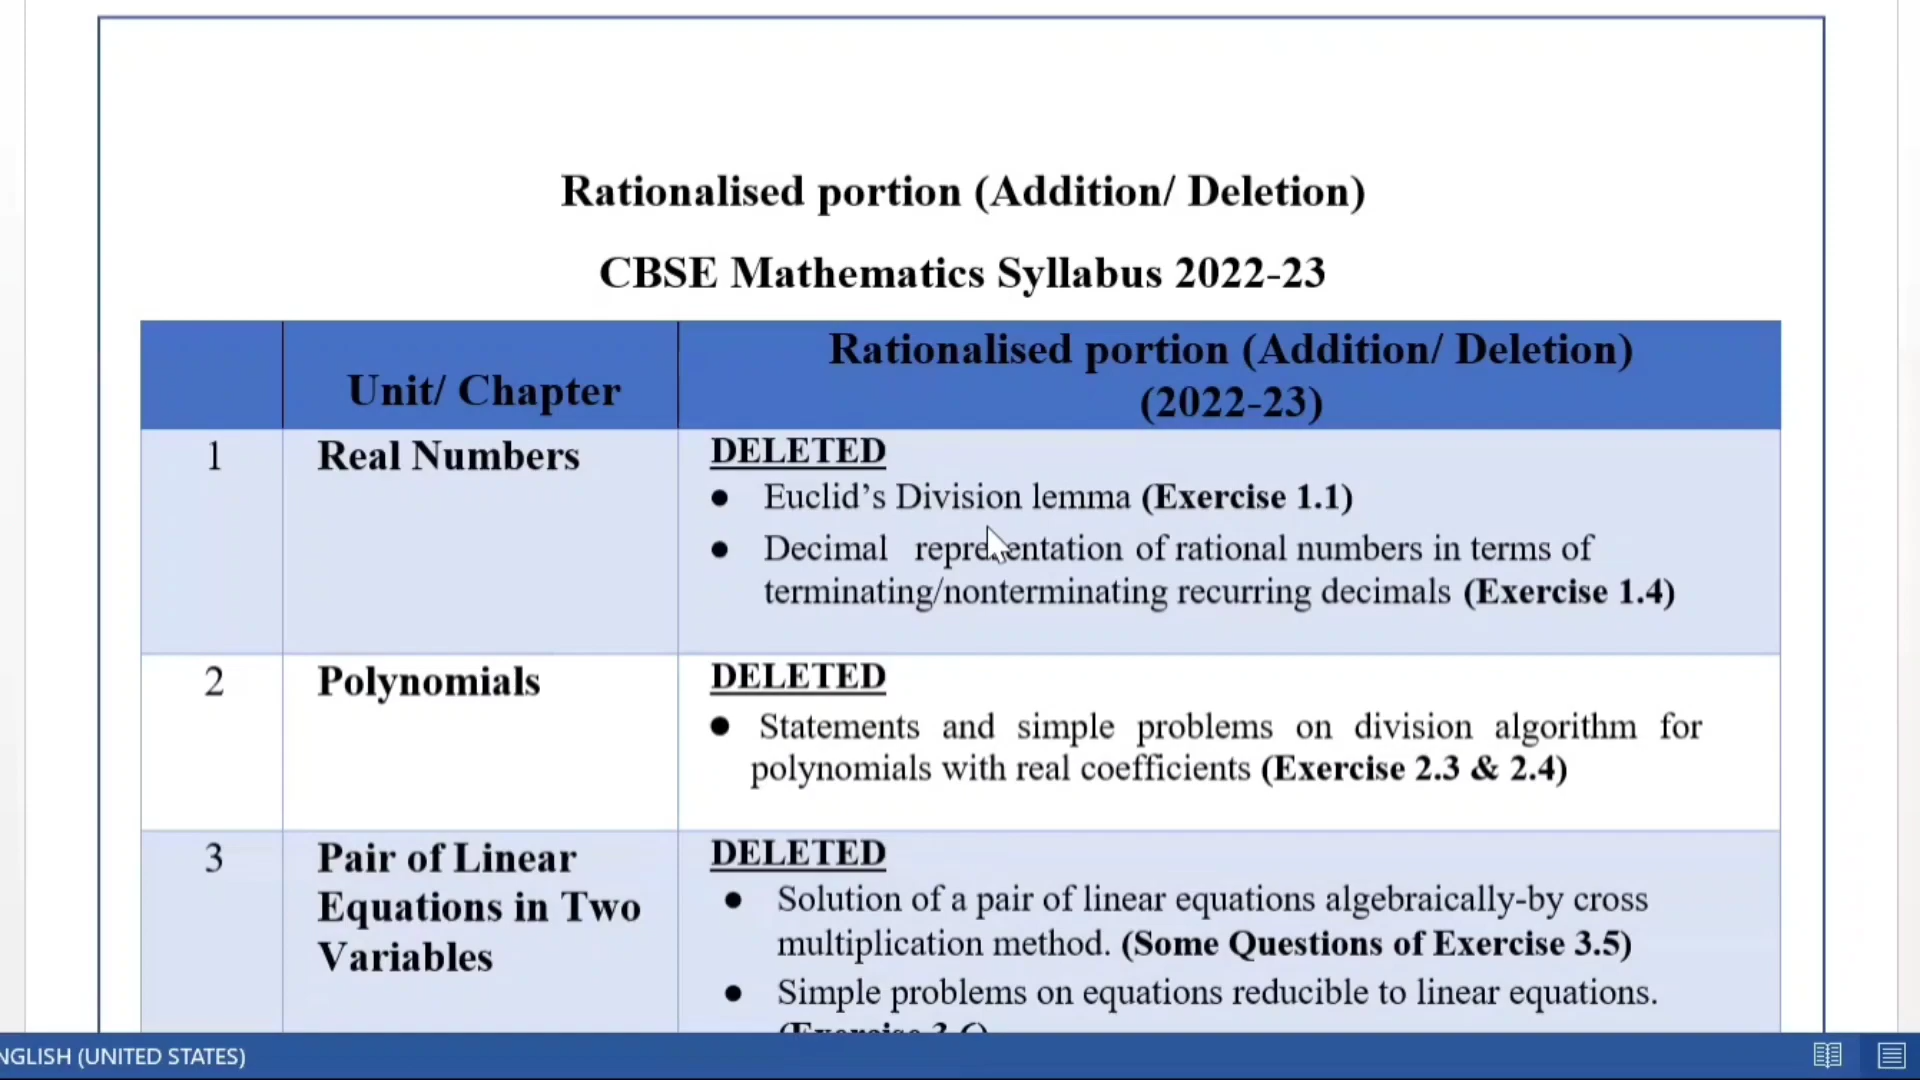 Rationalised portion (Addition/ Deletion)
CBSE Mathematics Syllabus 2022-23
Unit/ Chapter
Rationalised portion (Addition/ Deletion)
(2022-23)
1
Real Numbers
DELETED
● Euclid’s Division lemma (Exercise 1.1)
● Decimal representation of rational numbers in terms of
terminating/nonterminating recurring decimals (Exercise 1.4)
2
Polynomials
DELETED
● Statements and simple problems on division algorithm for
polynomials with real coefficients (Exercise 2.3 & 2.4)
3
Pair of Linear
Equations in Two
Variables
DELETED
● Solution of a pair of linear equations algebraically-by cross
multiplication method. (Some Questions of Exercise 3.5)
● Simple problems on equations reducible to linear equations.
(Exercise 3.6)
NGLISH (UNITED STATES)